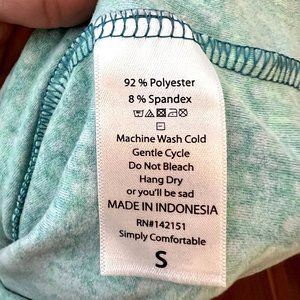 92 % Polyester
8 % Spandex
Machine Wash Cold
Gentle Cycle
Do Not Bleach
Hang Dry
or you'll be sad
MADE IN INDONESIA
RN#142151
Simply Comfortable
S